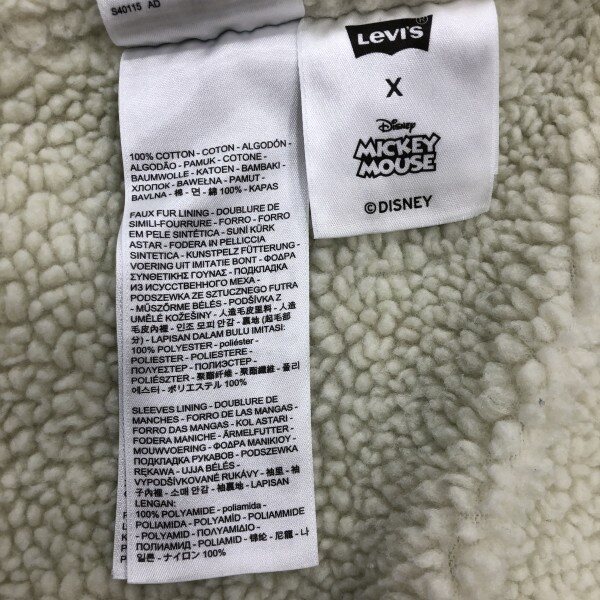 S40115 AD
100% COTTON - COTON - ALGODÓN -
ALGODÃO - PAMUK - COTONE -
BAUMWOLLE - KATOEN - BAMBAKI -
ХЛОПОК - BAWEŁNA - PAMUT -
BAVLNA - 棉 - 면 - 綿 100% - KAPAS
FAUX FUR LINING - DOUBLURE DE
SIMILI-FOURRURE - FORRO - FORRO
EM PELE SINTÉTICA - SUNİ KÜRK
ASTAR - FODERA IN PELLICCIA
SINTETICA - KUNSTPELZ FÜTTERUNG -
VOERING UIT IMITATIE BONT - ΦΟΔΡΑ
ΣΥΝΘΕΤΙΚΗΣ ΓΟΥΝΑΣ - ПОДКЛАДКА
ИЗ ИСКУССТВЕННОГО МЕХА -
PODSZEWKA ZE SZTUCZNEGO FUTRA
- MŰSZŐRME BÉLÉS - PODŠÍVKA Z
UMĚLÉ KOŽEŠINY - 人造毛皮里料 - 人造
毛皮內裡 - 인조 모피 안감 - 裏地 (起毛部
分) - LAPISAN DALAM BULU IMITASI:
100% POLYESTER - poliéster -
POLIESTER - POLIESTERE -
ΠΟΛΥΕΣΤΕΡ - ПОЛИЭСТЕР -
POLIÉSZTER - 聚酯纤维 - 聚酯纖維 - 폴리
에스터 - ポリエステル 100%
SLEEVES LINING - DOUBLURE DE
MANCHES - FORRO DE LAS MANGAS -
FORRO DAS MANGAS - KOL ASTARI -
FODERA MANICHE - ÄRMELFUTTER -
MOUWVOERING - ΦΟΔΡΑ ΜΑΝΙΚΙΟΥ -
ПОДКЛАДКА РУКАВОВ - PODSZEWKA
RĘKAWA - UJJA BÉLÉS -
VYPODŠÍVKOVANÉ RUKÁVY - 袖里 - 袖
子內裡 - 소매 안감 - 袖裏地 - LAPISAN
LENGAN:
100% POLYAMIDE - poliamida -
POLIAMIDA - POLYAMİD - POLIAMMIDE
- POLYAMID - ΠΟΛΥΑΜΙΔΙΟ -
ПОЛИАМИД - POLIAMID - 锦纶 - 尼龍 - 나
일론 - ナイロン 100%
Levi's ®
X
Disney
MICKEY
MOUSE
© DISNEY